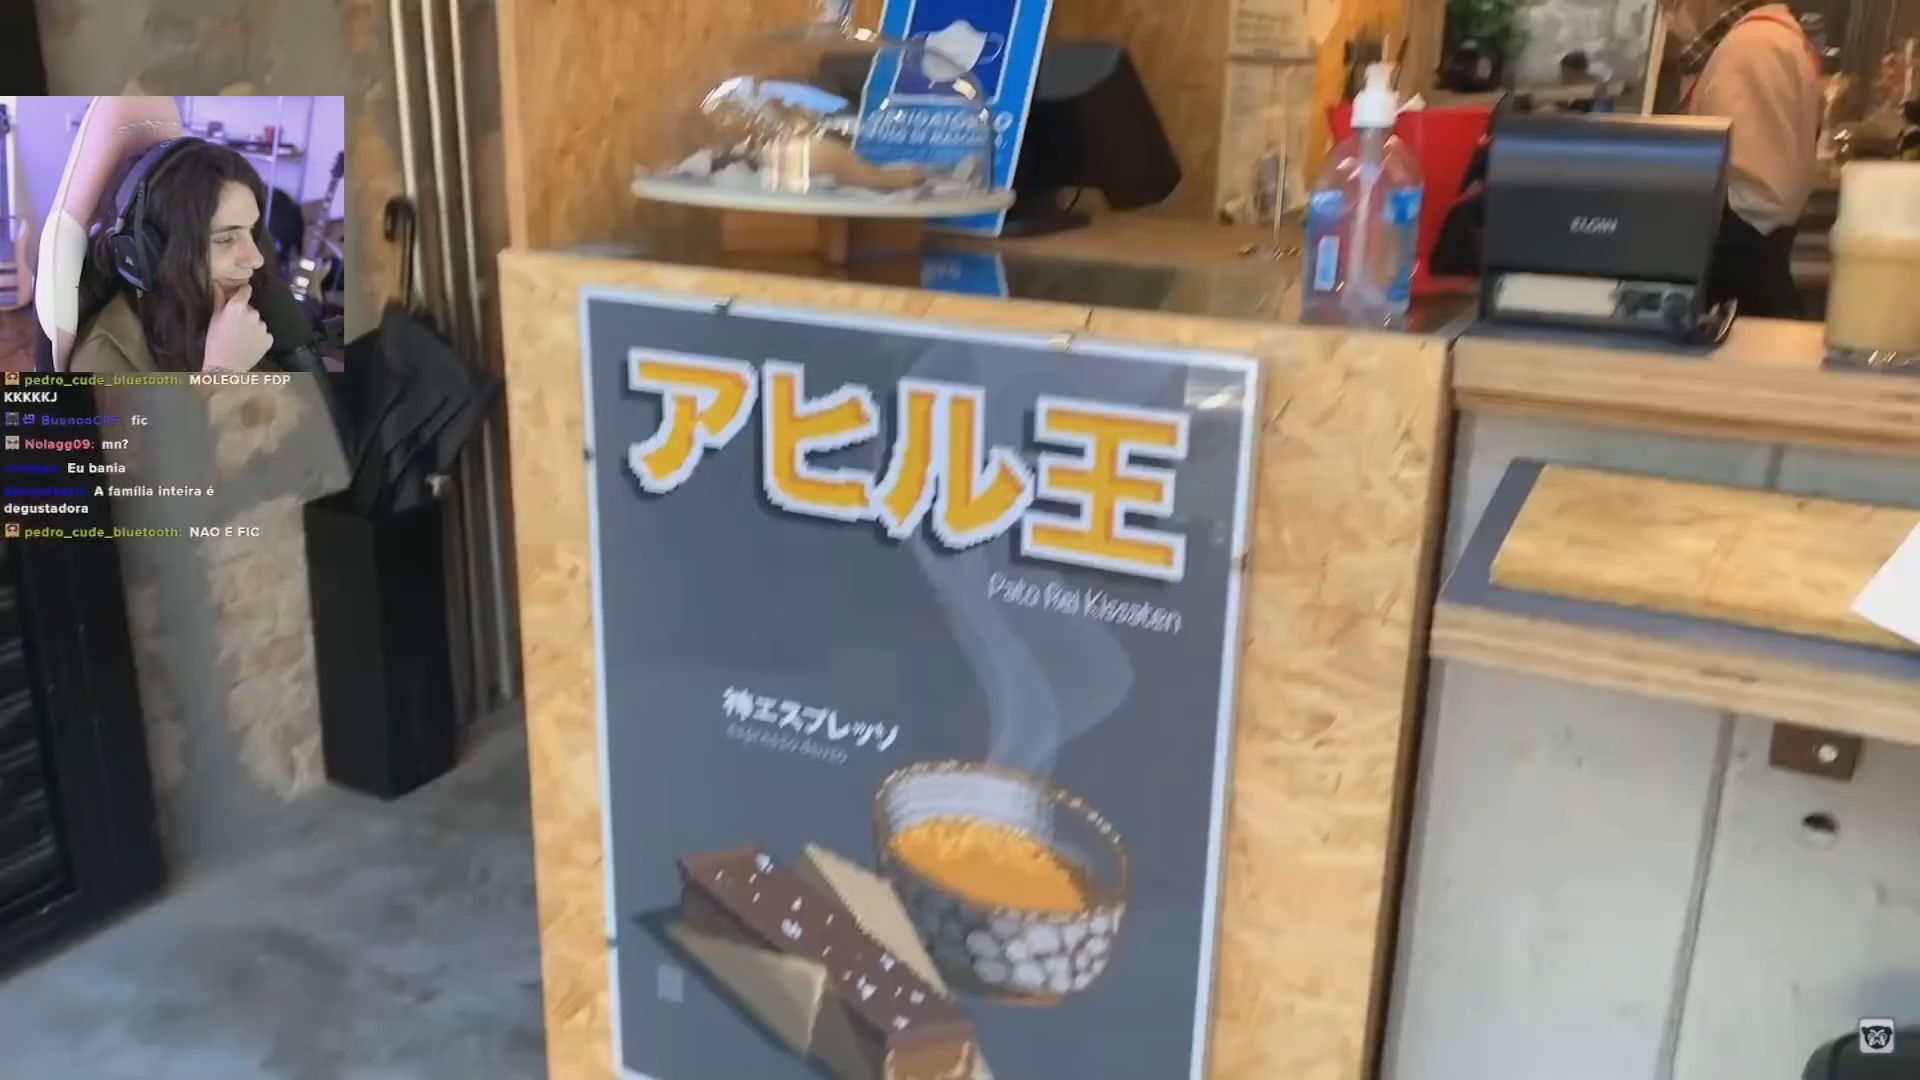 pedro_cude_bluetooth: MOLEQUE FDP
KKKKKJ
fic
Nolagg09: mn?
Eu bania
A família inteira é
degustadora
pedro_cude_bluetooth: NAO E FIC
ELGIN
アヒル王
Pato Rei Kissaten
神エスプレッソ